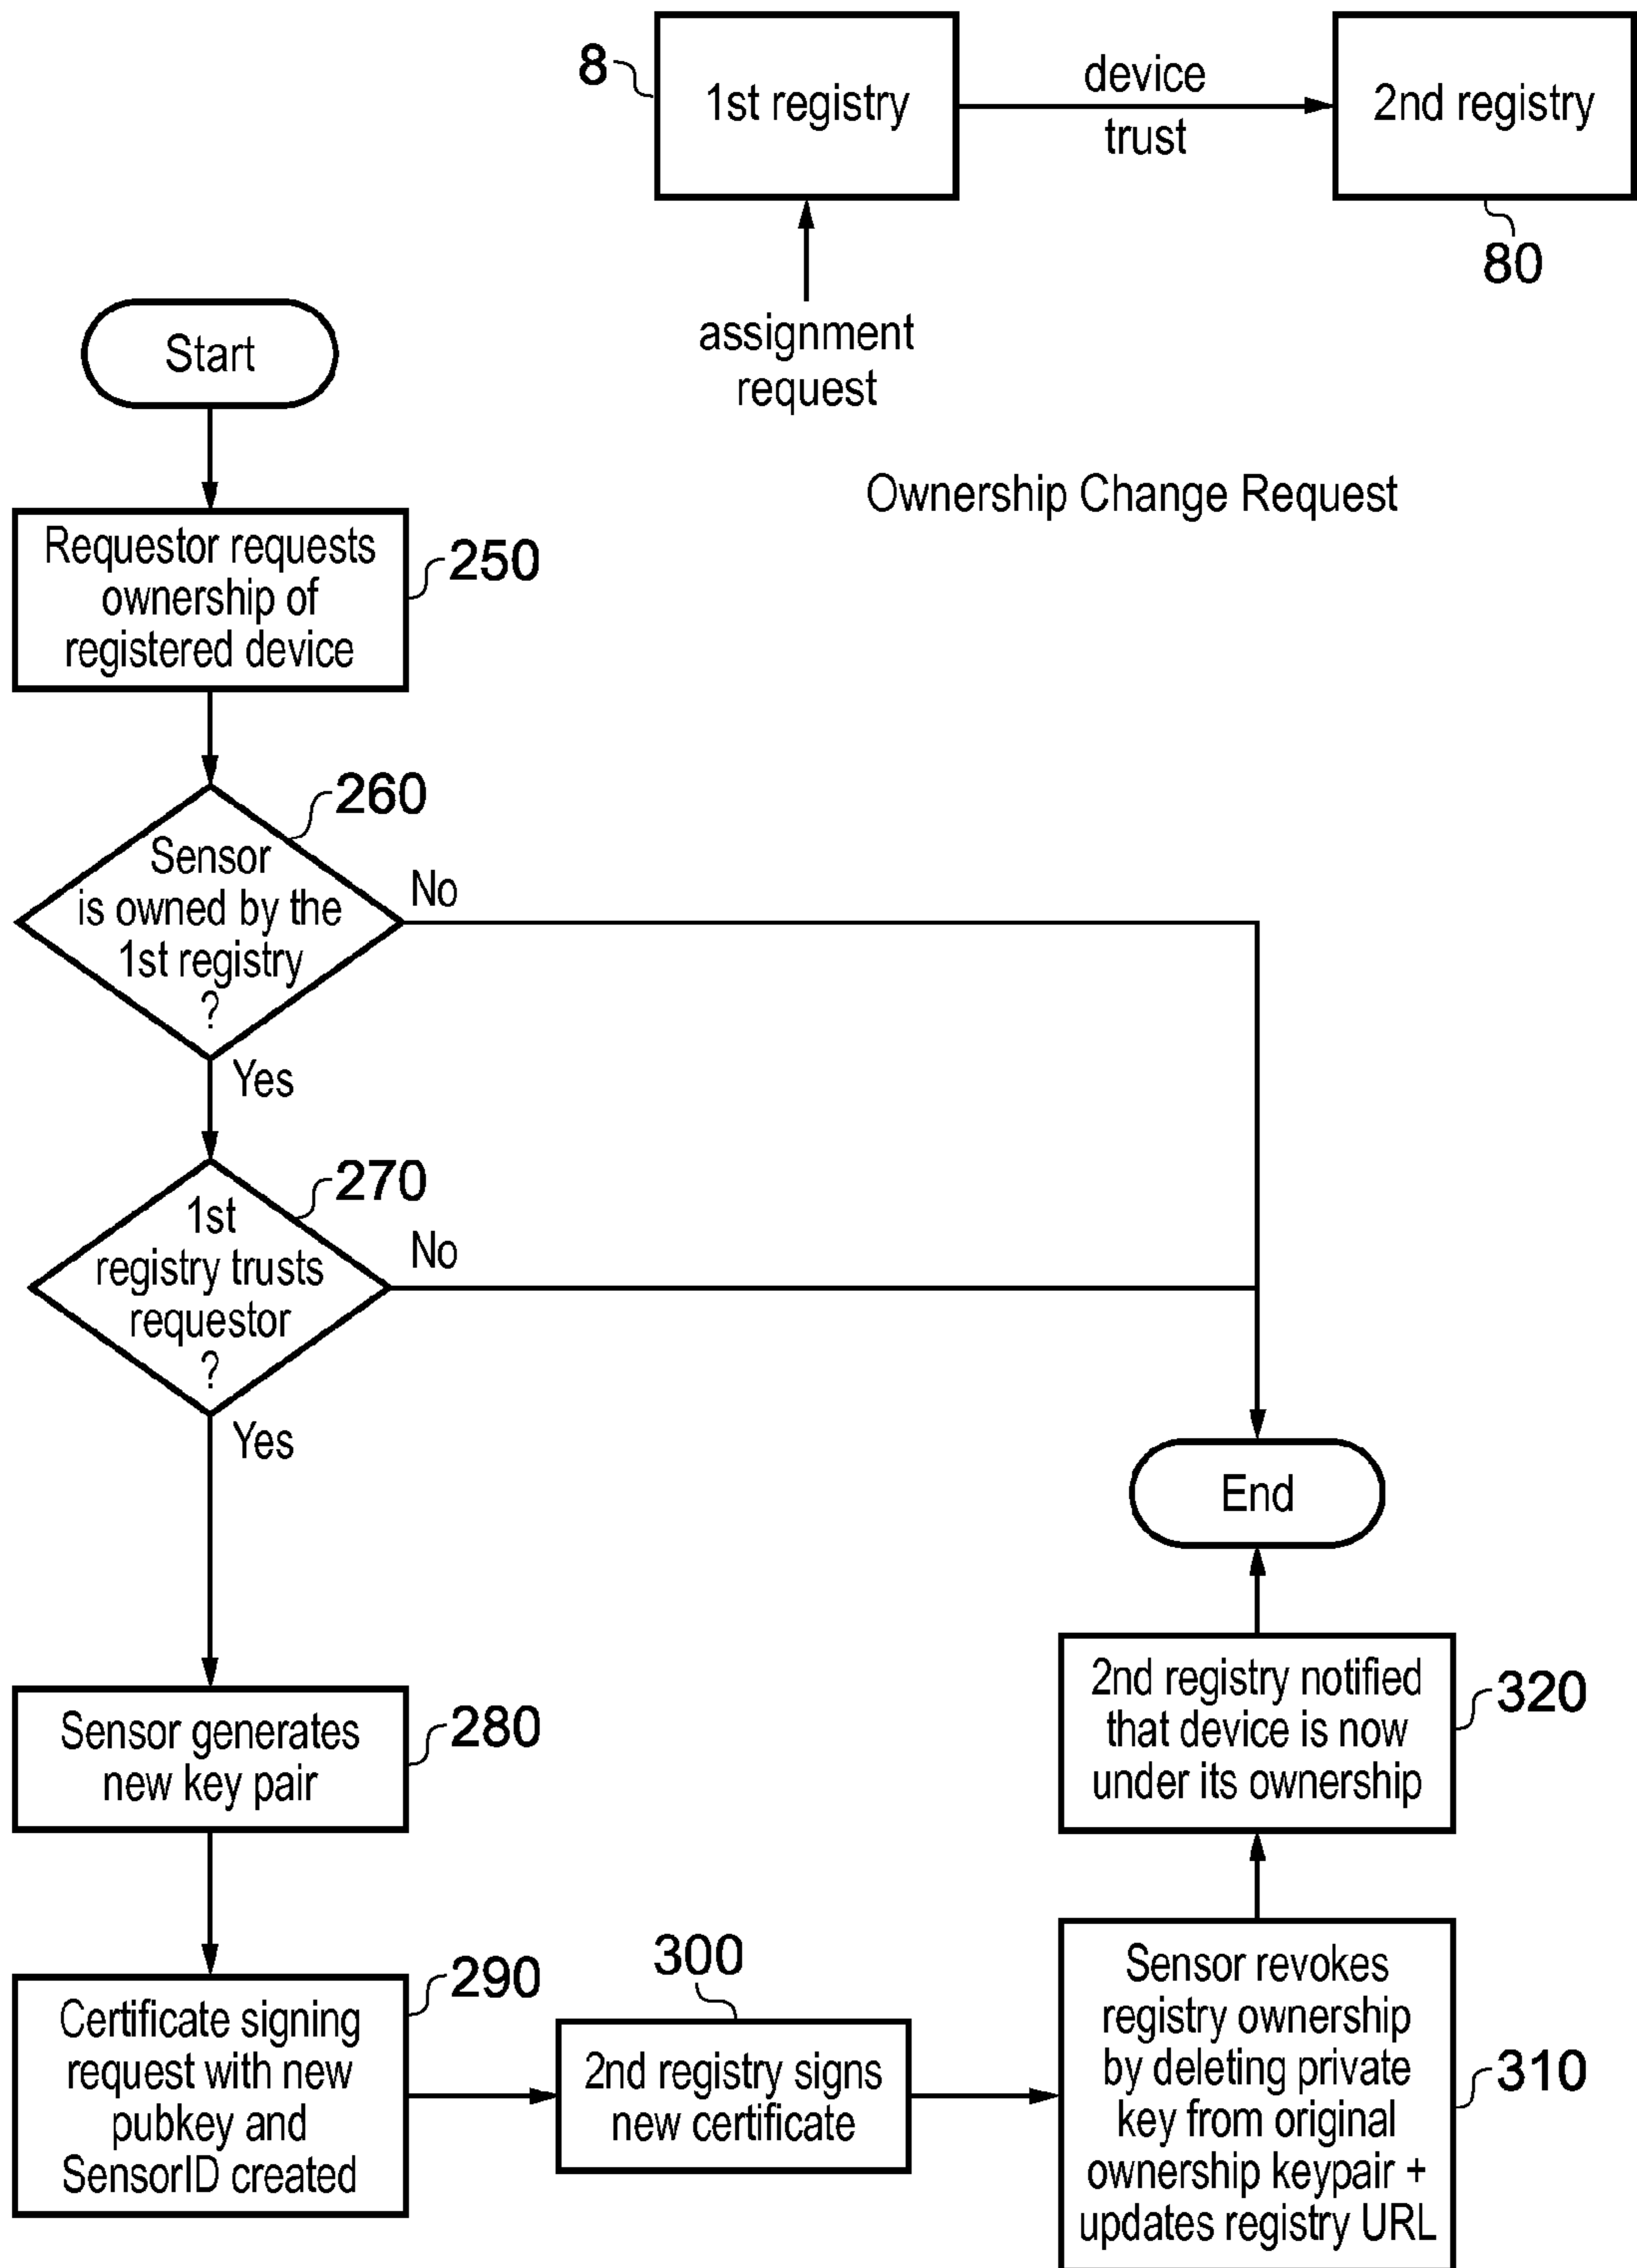 8
1st registry
device
trust
2nd registry
80
assignment
request
Ownership Change Request
Start
Requestor requests
ownership of
registered device
250
260
Sensor
is owned by the
1st registry
?
No
Yes
270
1st
registry trusts
requestor
?
No
Yes
End
Sensor generates
new key pair
280
Certificate signing
request with new
pubkey and
SensorID created
290
300
2nd registry signs
new certificate
Sensor revokes
registry ownership
by deleting private
key from original
ownership keypair +
updates registry URL
310
2nd registry notified
that device is now
under its ownership
320